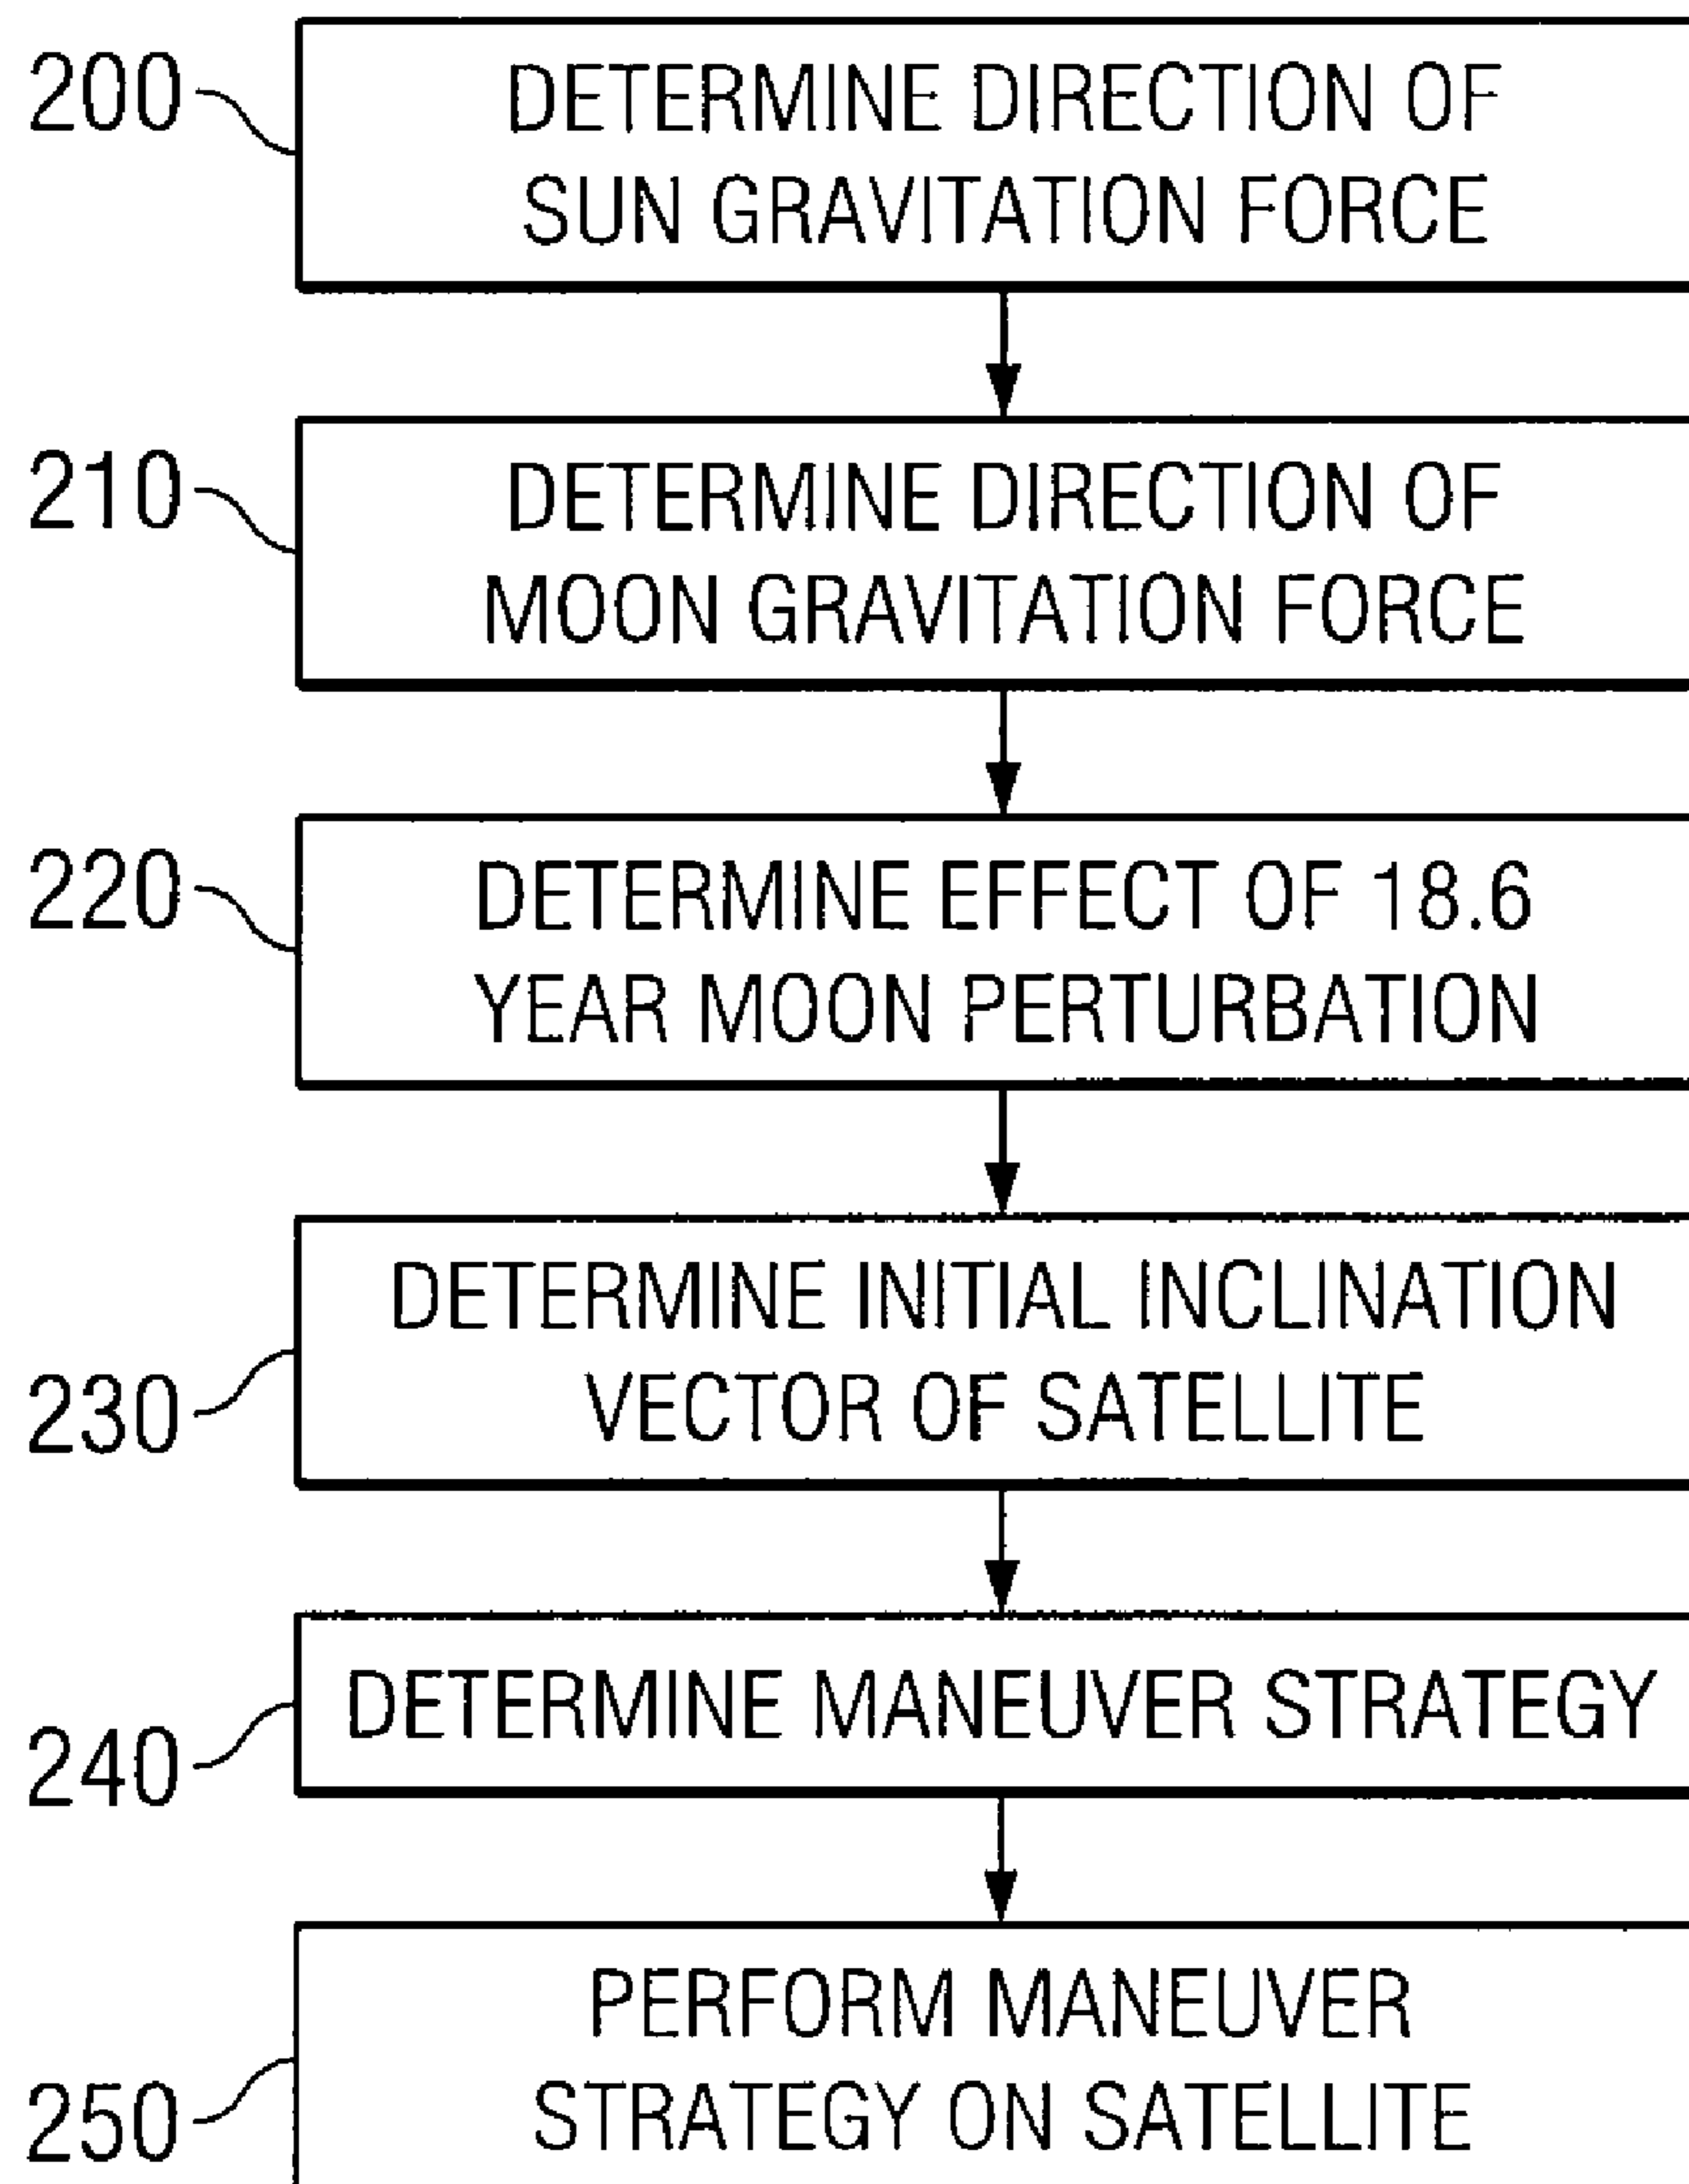 200
DETERMINE DIRECTION OF
SUN GRAVITATION FORCE
210
DETERMINE DIRECTION OF
MOON GRAVITATION FORCE
220
DETERMINE EFFECT OF 18.6
YEAR MOON PERTURBATION
230
DETERMINE INITIAL INCLINATION
VECTOR OF SATELLITE
240
DETERMINE MANEUVER STRATEGY
250
PERFORM MANEUVER
STRATEGY ON SATELLITE